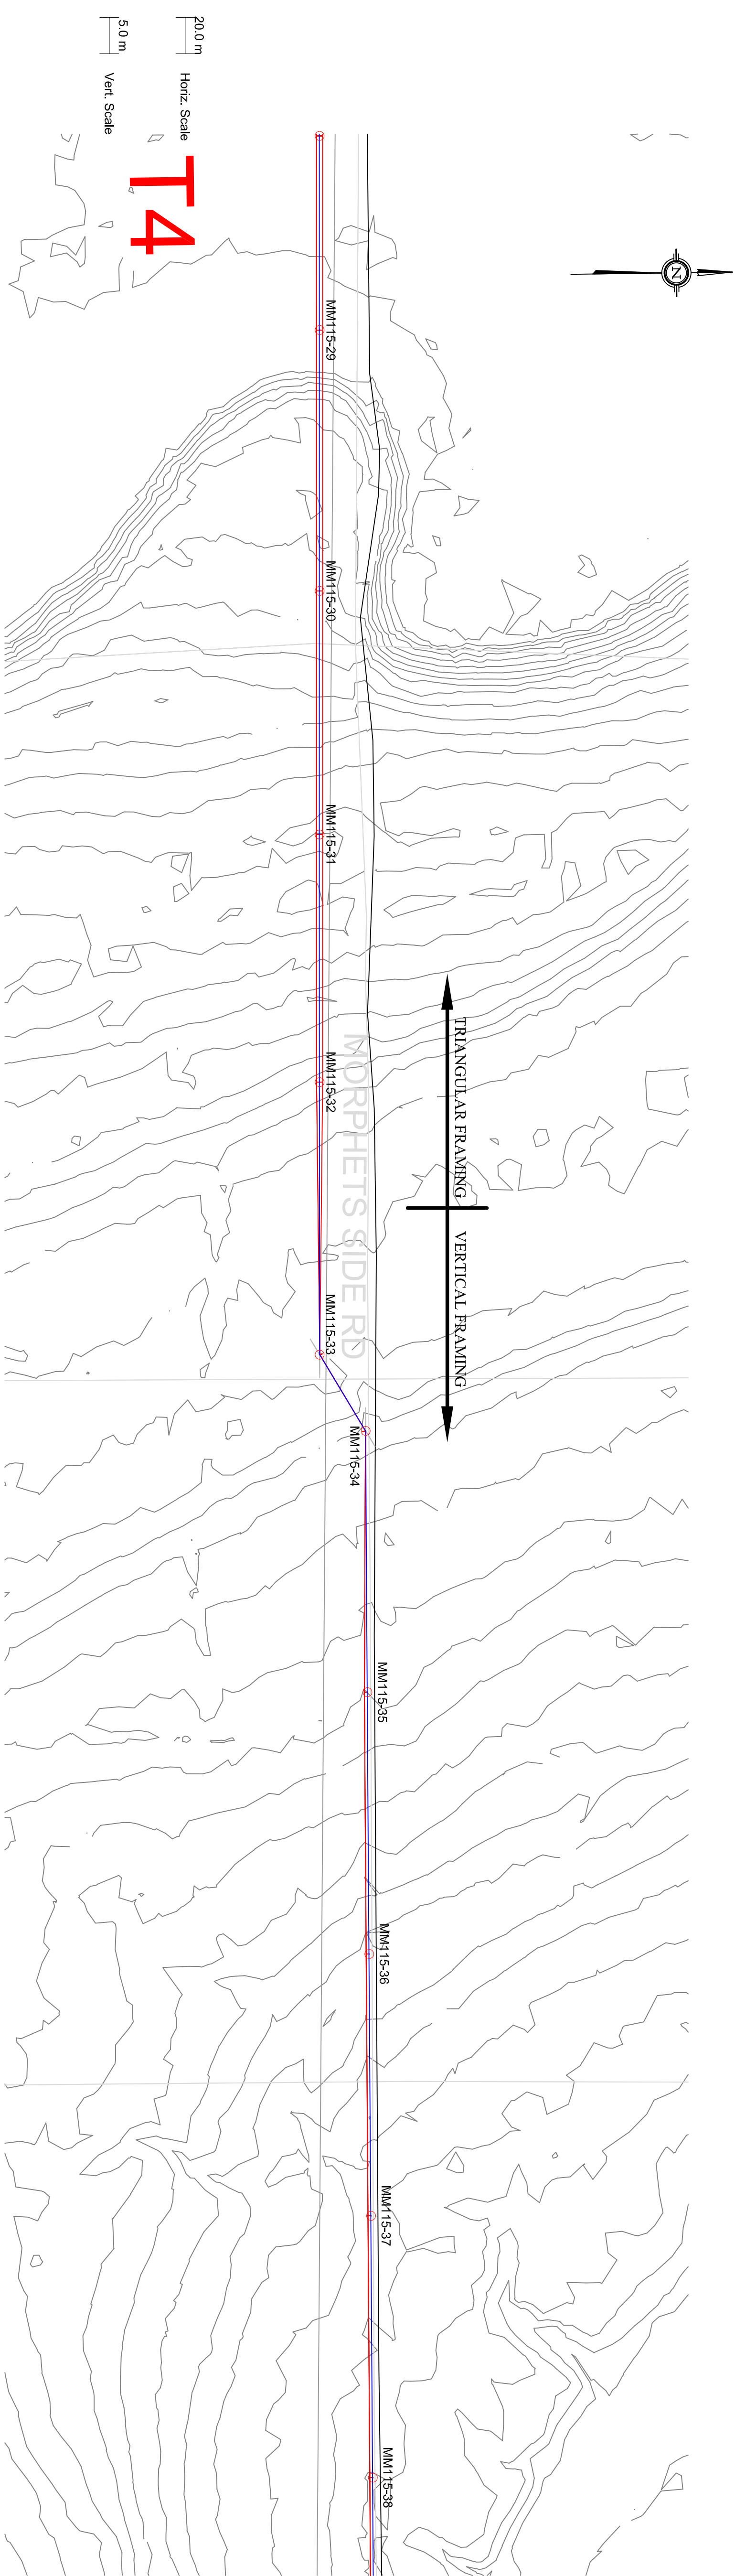 20.0 m
Horiz. Scale
5.0 m
Vert. Scale
T4
N
MM115-29
MM115-30
MM115-31
MM115-32
MM115-33
MM115-34
MM115-35
MM115-36
MM115-37
MM115-38
MORPHETS SIDE RD
TRIANGULAR FRAMING
VERTICAL FRAMING